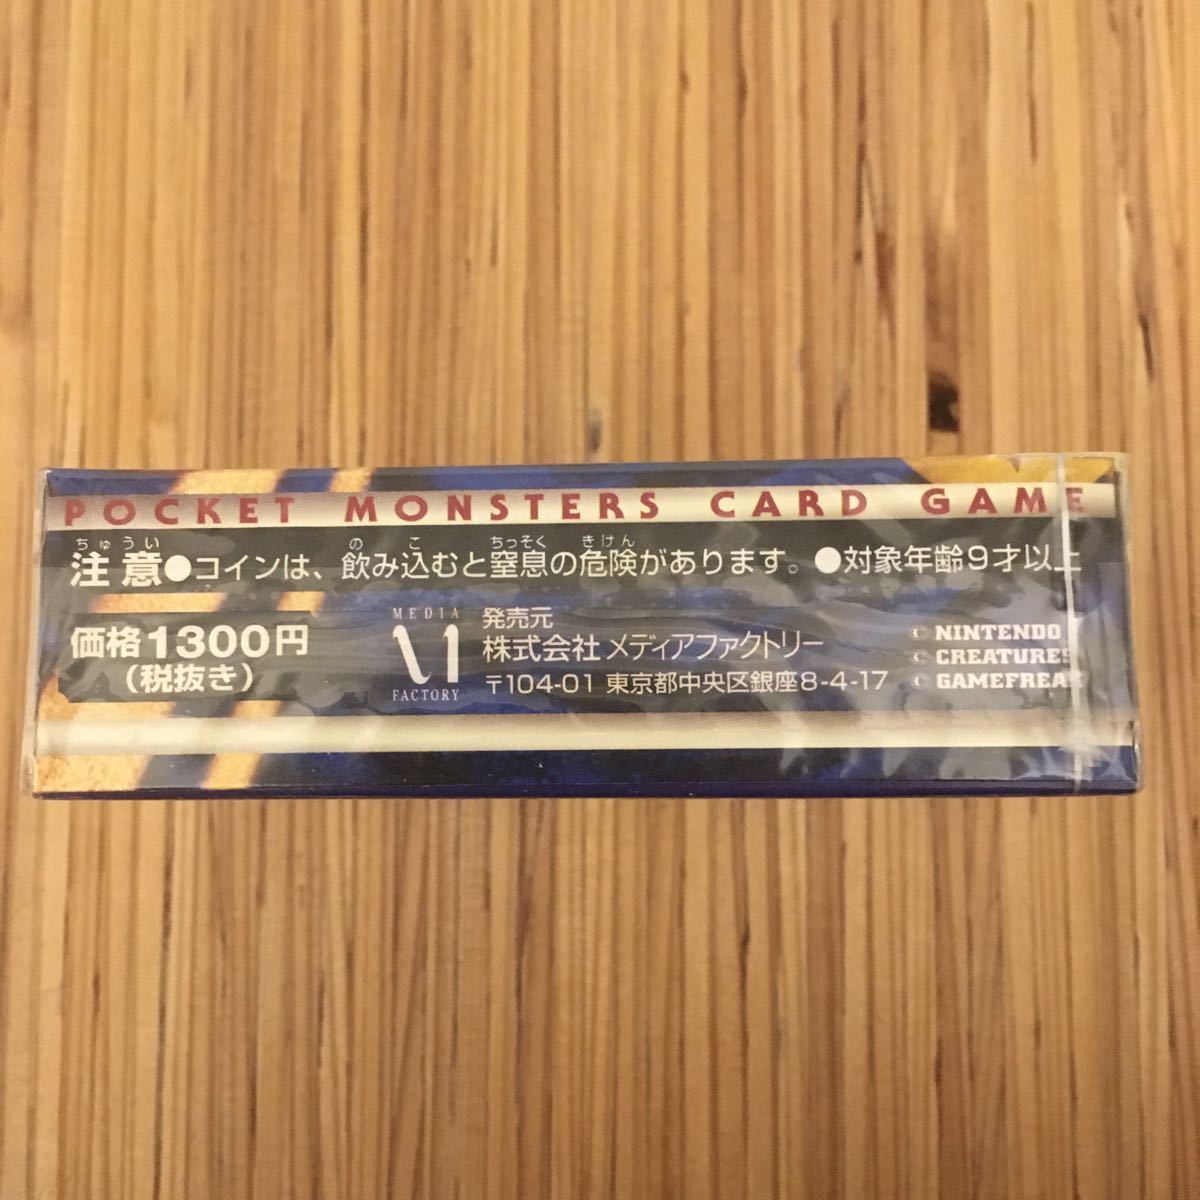 POCKET MONSTERS CARD GAME
ちゅうい のこ ちっそく きけん
注意●コインは、飲み込むと窒息の危険があります。●対象年齢9才以上
価格1300円
(税抜き)
MEDIA
FACTORY
発売元
株式会社メディアファクトリー
〒104-01 東京都中央区銀座8-4-17
© NINTENDO
© CREATURES
© GAMEFREAK